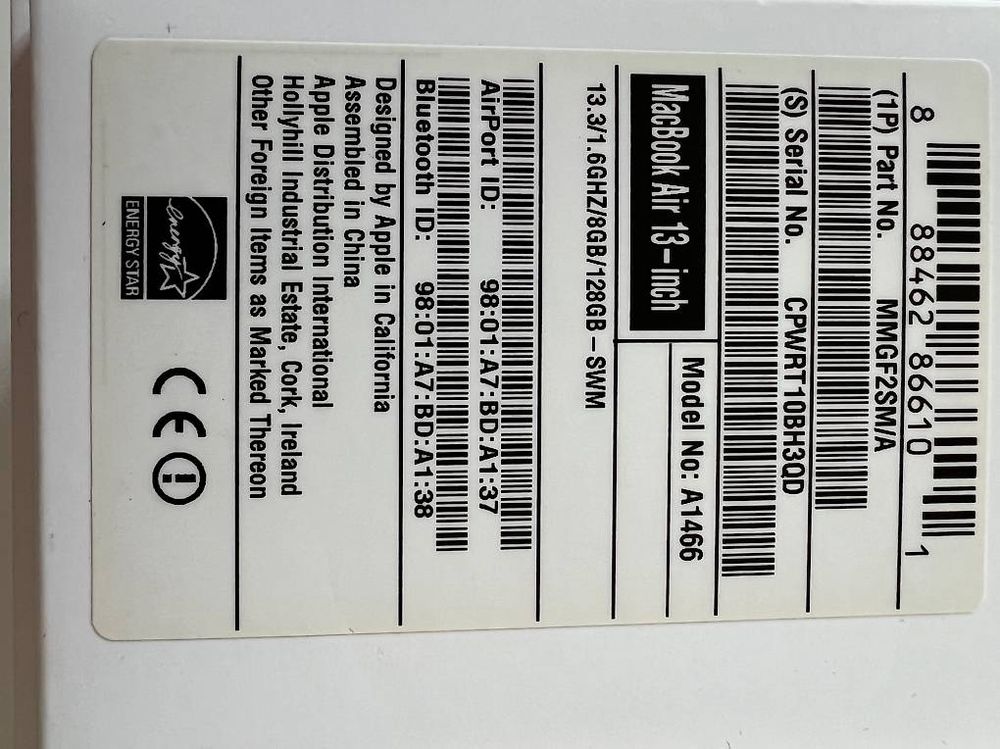 8 88462 86610 1
(1P) Part No. MMGF2SM/A
(S) Serial No. CPWRT10BH3QD
MacBook Air 13-inch
Model No: A1466
13.3/1.6GHZ/8GB/128GB – SWM
AirPort ID: 98:01:A7:BD:A1:37
Bluetooth ID: 98:01:A7:BD:A1:38
Designed by Apple in California
Assembled in China
Apple Distribution International
Hollyhill Industrial Estate, Cork, Ireland
Other Foreign Items as Marked Thereon
energy
ENERGY STAR
CE